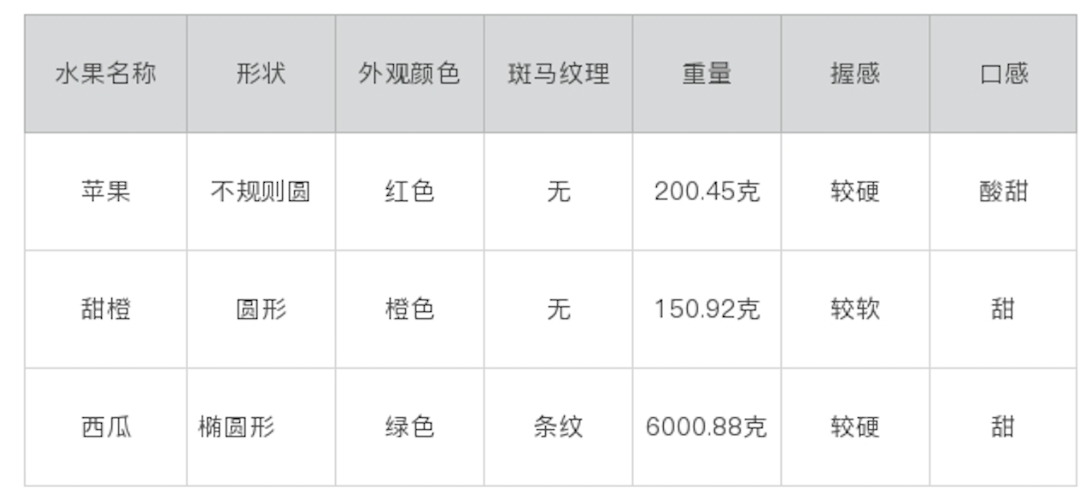 水果名称 形状 外观颜色 斑马纹理 重量 握感 口感
苹果 不规则圆 红色 无 200.45克 较硬 酸甜
甜橙 圆形 橙色 无 150.92克 较软 甜
西瓜 椭圆形 绿色 条纹 6000.88克 较硬 甜